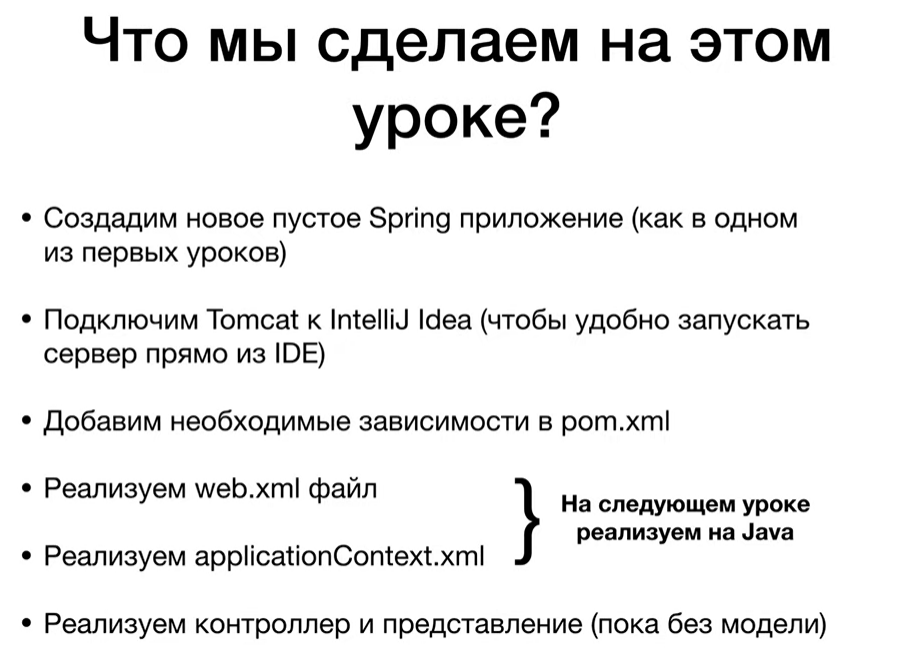 Что мы сделаем на этом
уроке?
• Создадим новое пустое Spring приложение (как в одном
из первых уроков)
• Подключим Tomcat к IntelliJ Idea (чтобы удобно запускать
сервер прямо из IDE)
• Добавим необходимые зависимости в pom.xml
• Реализуем web.xml файл
• Реализуем applicationContext.xml
} На следующем уроке
реализуем на Java
• Реализуем контроллер и представление (пока без модели)